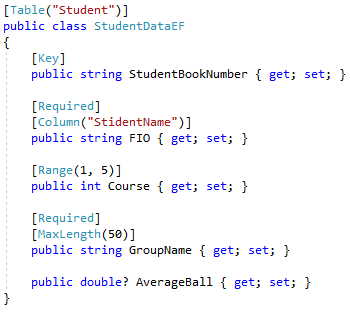 [Table("Student")]
public class StudentDataEF
{
[Key]
public string StudentBookNumber { get; set; }
[Required]
[Column("StidentName")]
public string FIO { get; set; }
[Range(1, 5)]
public int Course { get; set; }
[Required]
[MaxLength(50)]
public string GroupName { get; set; }
public double? AverageBall { get; set; }
}